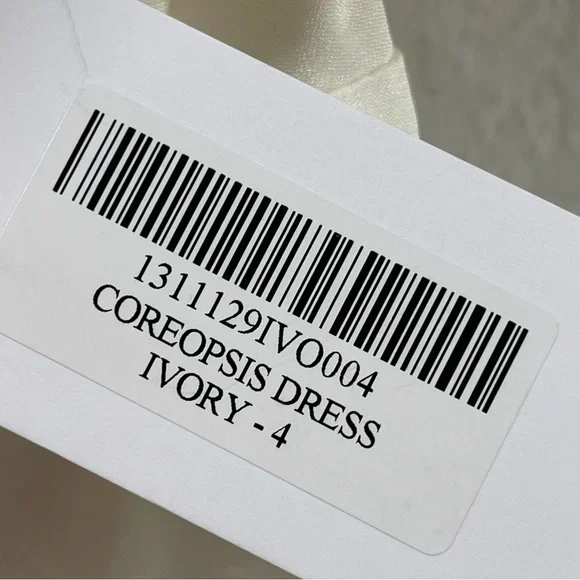 1311129IVO004
COREOPSIS DRESS
IVORY - 4